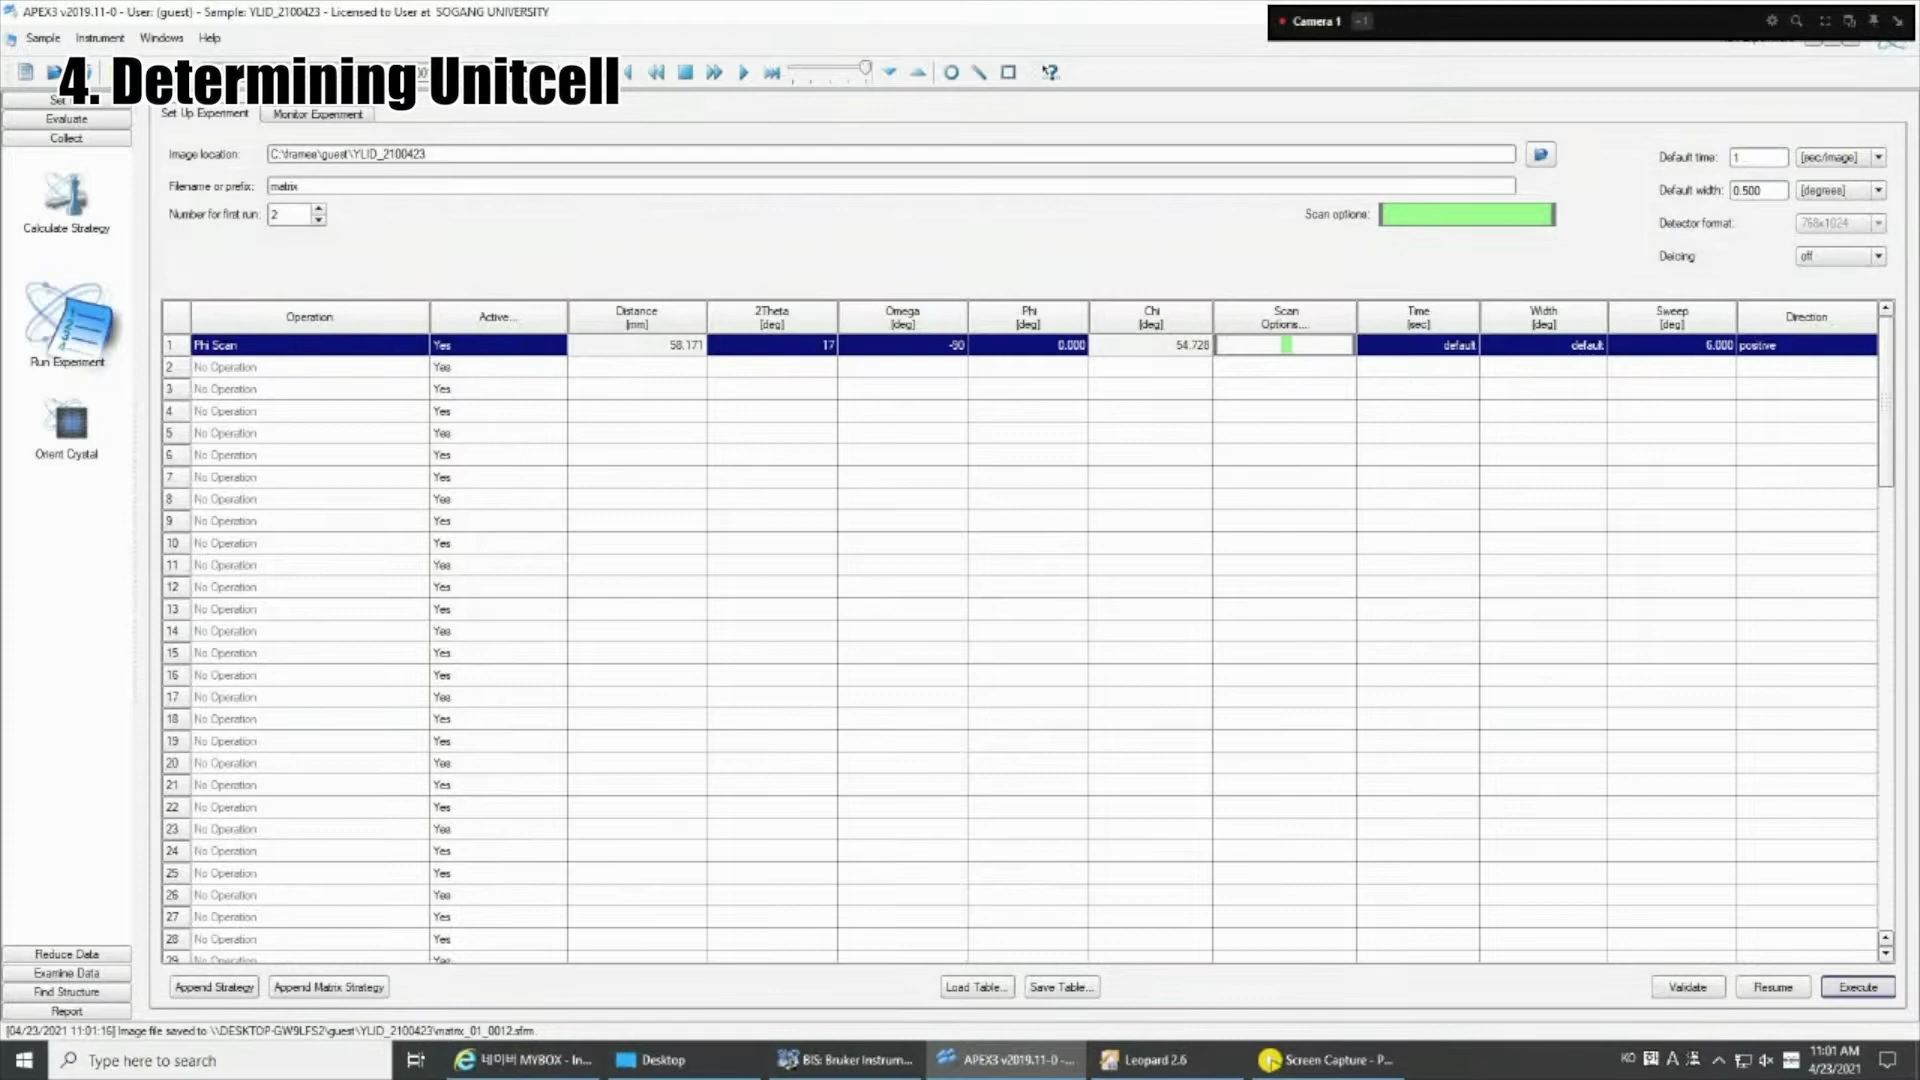 APEX3 v2019.11-0 - User: (guest) - Sample: YLID_2100423 - Licensed to User at SOGANG UNIVERSITY
Camera 1 -1
Sample Instrument Windows Help
4. Determining Unitcell
Evaluate
Collect
Set Up Experiment Monitor Experiment
Image location: C:\frames\guest\YLID_2100423
Default time: 1 [sec/image]
Filename or prefix: matrix
Default width: 0.500 [degrees]
Number for first run: 2
Scan options:
Detector format: 768x1024
Deicing off
Calculate Strategy
Run Experiment
Orient Crystal
Operation Active... Distance [mm] 2Theta [deg] Omega [deg] Phi [deg] Chi [deg] Scan Options... Time [sec] Width [deg] Sweep [deg] Direction
1 Phi Scan Yes 58.171 17 -90 0.000 54.728 default default 6.000 positive
2 No Operation Yes
3 No Operation Yes
4 No Operation Yes
5 No Operation Yes
6 No Operation Yes
7 No Operation Yes
8 No Operation Yes
9 No Operation Yes
10 No Operation Yes
11 No Operation Yes
12 No Operation Yes
13 No Operation Yes
14 No Operation Yes
15 No Operation Yes
16 No Operation Yes
17 No Operation Yes
18 No Operation Yes
19 No Operation Yes
20 No Operation Yes
21 No Operation Yes
22 No Operation Yes
23 No Operation Yes
24 No Operation Yes
25 No Operation Yes
26 No Operation Yes
27 No Operation Yes
28 No Operation Yes
29 No Operation Yes
Reduce Data
Examine Data
Find Structure
Report
Append Strategy Append Matrix Strategy Load Table... Save Table... Validate Resume Execute
[04/23/2021 11:01:16] Image file saved to \\DESKTOP-GW9LFS2\guest\YLID_2100423\matrix_01_0012.sfrm.
Type here to search
네이버 MYBOX - In...
Desktop
BIS: Bruker Instrum...
APEX3 v2019.11-0 -...
Leopard 2.6
Screen Capture - P...
KO A 漢
11:01 AM
4/23/2021